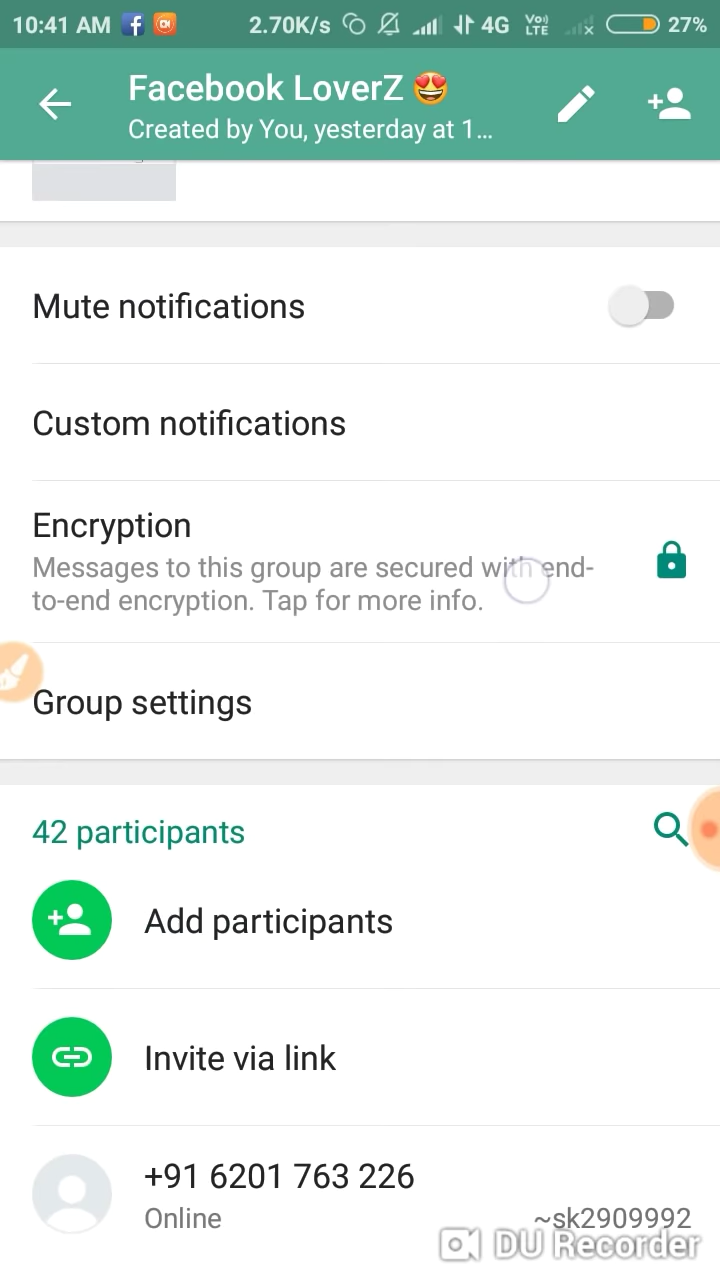 10:41 AM 2.70K/s 4G VoLTE 27%
Facebook LoverZ 😍
Created by You, yesterday at 1...
Mute notifications
Custom notifications
Encryption
Messages to this group are secured with end-
to-end encryption. Tap for more info.
Group settings
42 participants
Add participants
Invite via link
+91 6201 763 226
Online ~sk2909992
DU Recorder